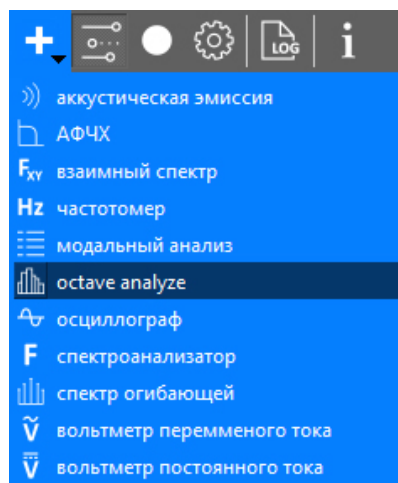 LOG i
аккустическая эмиссия
АФЧХ
Fxy взаимный спектр
Hz частотомер
модальный анализ
octave analyze
осциллограф
F спектроанализатор
спектр огибающей
Ṽ вольтметр перемменого тока
V̅ вольтметр постоянного тока